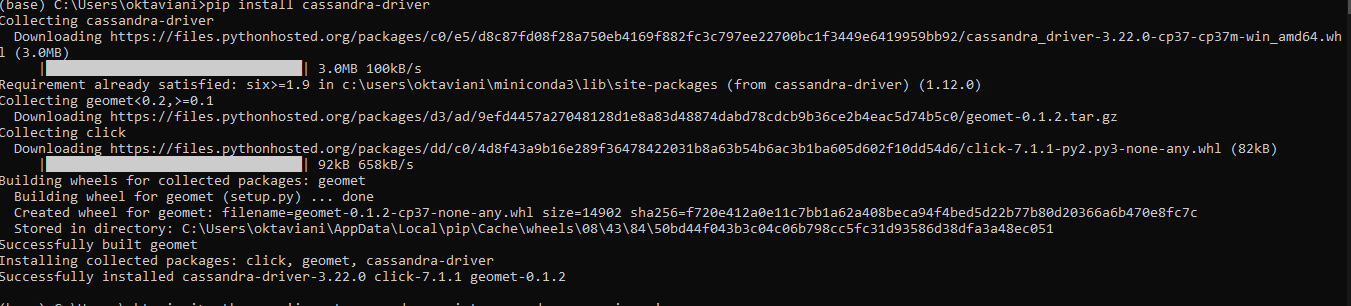 (base) C:\Users\oktaviani>pip install cassandra-driver
Collecting cassandra-driver
Downloading https://files.pythonhosted.org/packages/c0/e5/d8c87fd08f28a750eb4169f882fc3c797ee22700bc1f3449e6419959bb92/cassandra_driver-3.22.0-cp37-cp37m-win_amd64.wh
l (3.0MB)
|████████████████████████████████| 3.0MB 100kB/s
Requirement already satisfied: six>=1.9 in c:\users\oktaviani\miniconda3\lib\site-packages (from cassandra-driver) (1.12.0)
Collecting geomet<0.2,>=0.1
Downloading https://files.pythonhosted.org/packages/d3/ad/9efd4457a27048128d1e8a83d48874dabd78cdcb9b36ce2b4eac5d74b5c0/geomet-0.1.2.tar.gz
Collecting click
Downloading https://files.pythonhosted.org/packages/dd/c0/4d8f43a9b16e289f36478422031b8a63b54b6ac3b1ba605d602f10dd54d6/click-7.1.1-py2.py3-none-any.whl (82kB)
|████████████████████████████████| 92kB 658kB/s
Building wheels for collected packages: geomet
Building wheel for geomet (setup.py) ... done
Created wheel for geomet: filename=geomet-0.1.2-cp37-none-any.whl size=14902 sha256=f720e412a0e11c7bb1a62a408beca94f4bed5d22b77b80d20366a6b470e8fc7c
Stored in directory: C:\Users\oktaviani\AppData\Local\pip\Cache\wheels\08\43\84\50bd44f043b3c04c06b798cc5fc31d93586d38dfa3a48ec051
Successfully built geomet
Installing collected packages: click, geomet, cassandra-driver
Successfully installed cassandra-driver-3.22.0 click-7.1.1 geomet-0.1.2